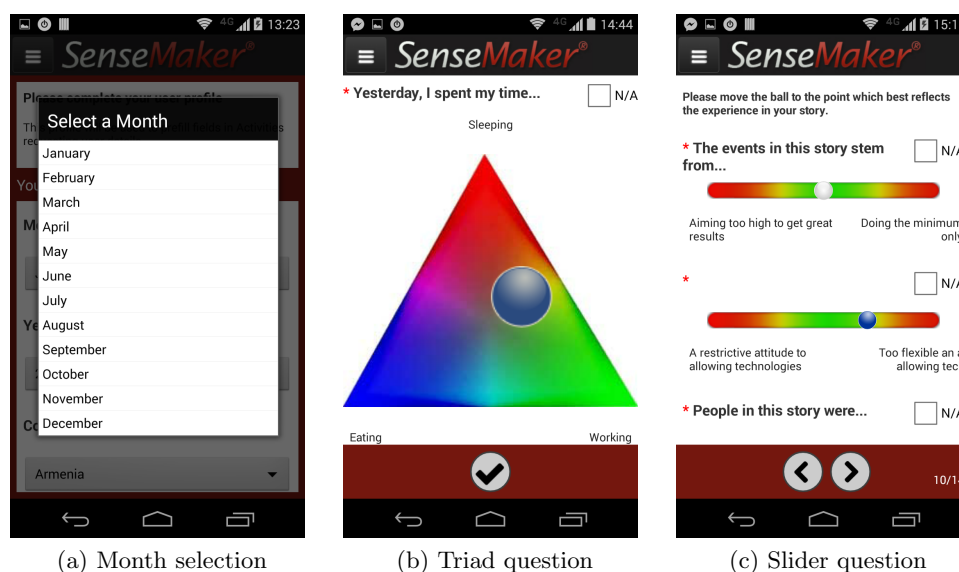 13:23
SenseMaker®
Please complete your user profile
Select a Month
January
February
March
April
May
June
July
August
September
October
November
December
Armenia
(a) Month selection
4G 14:44
SenseMaker®
* Yesterday, I spent my time... N/A
Sleeping
Eating Working
(b) Triad question
4G 15:1
SenseMaker®
Please move the ball to the point which best reflects
the experience in your story.
* The events in this story stem N/A
from...
Aiming too high to get great Doing the minimum
results only
* N/A
A restrictive attitude to Too flexible an a
allowing technologies allowing tec
* People in this story were... N/A
10/14
(c) Slider question